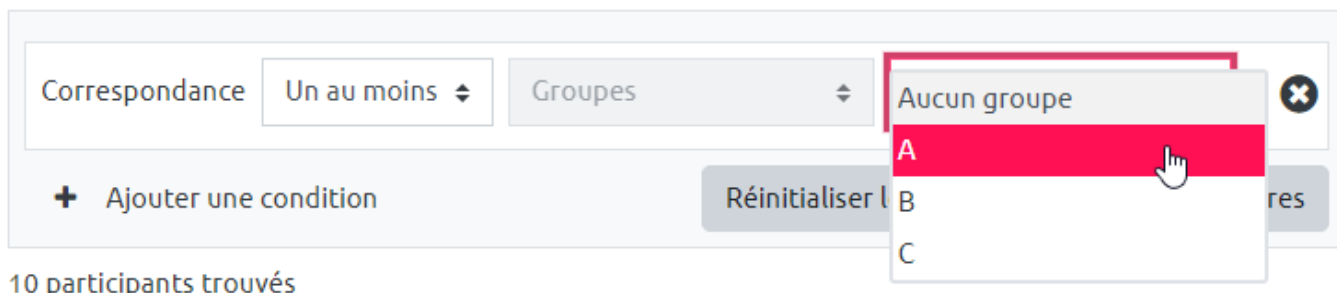 Correspondance Un au moins Groupes
Aucun groupe
A
B
C
Ajouter une condition
Réinitialiser
10 participants trouvés